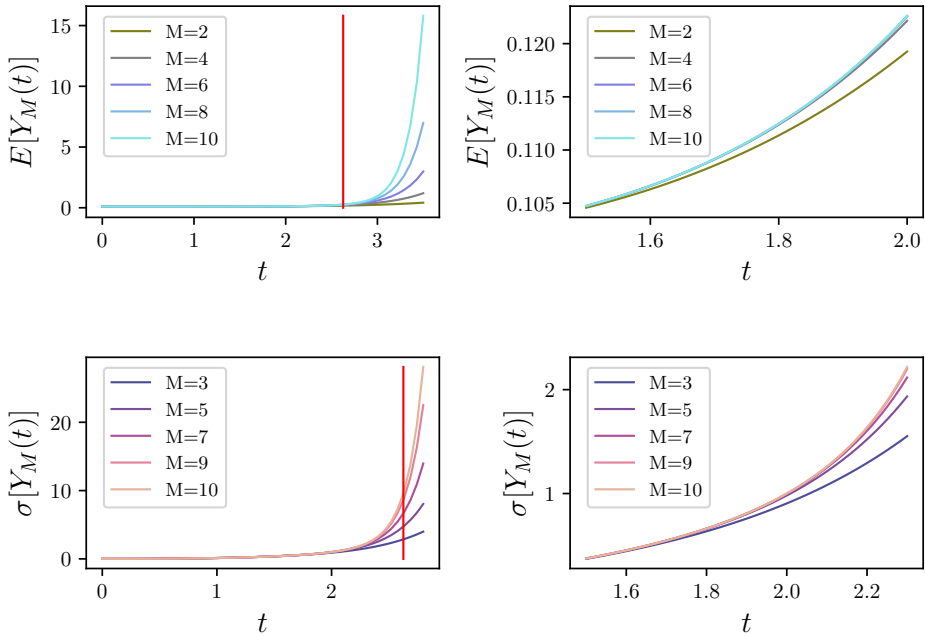 E[Y_M(t)]
15
10
5
0
0
1
2
3
t
M=2
M=4
M=6
M=8
M=10
E[Y_M(t)]
0.120
0.115
0.110
0.105
1.6
1.8
2.0
t
M=2
M=4
M=6
M=8
M=10
σ[Y_M(t)]
20
10
0
0
1
2
t
M=3
M=5
M=7
M=9
M=10
σ[Y_M(t)]
2
1
1.6
1.8
2.0
2.2
t
M=3
M=5
M=7
M=9
M=10